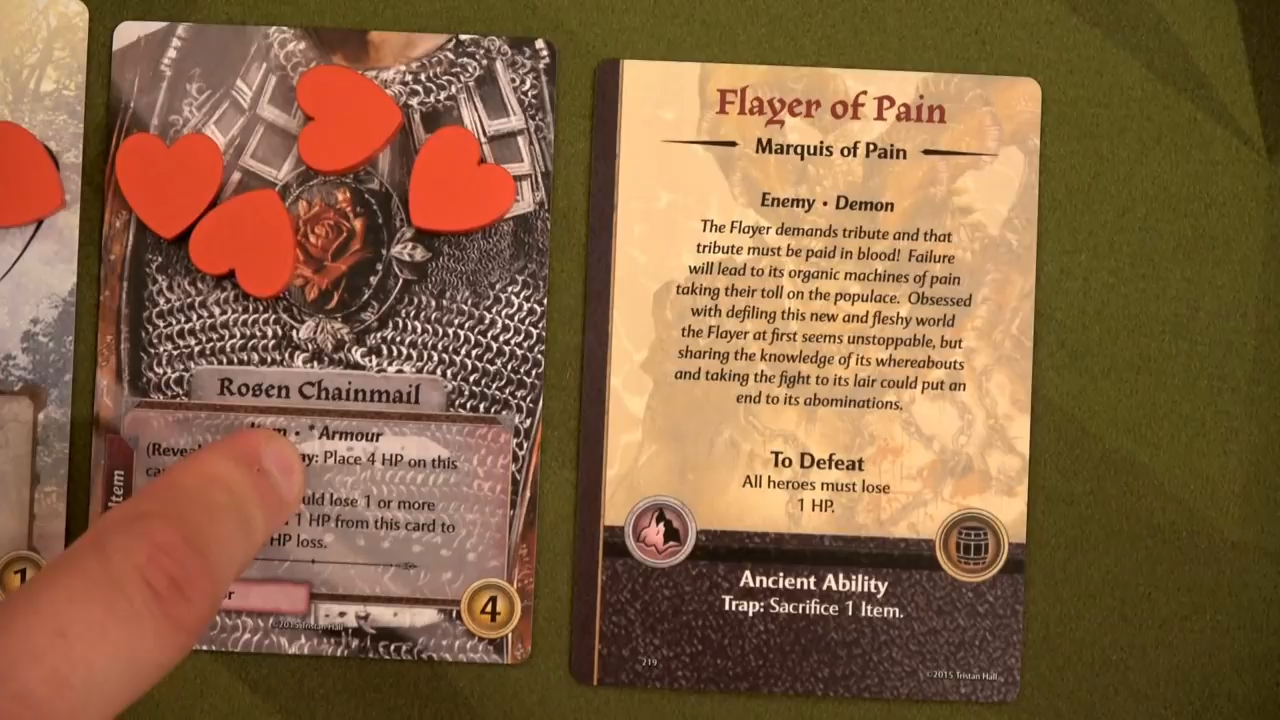 1
Rosen Chainmail
• *Armour
Place 4 HP on this
lose 1 or more
1 HP from this card to
HP loss.
Item
4
©2015 Tristan Hall
Flayer of Pain
Marquis of Pain
Enemy • Demon
The Flayer demands tribute and that
tribute must be paid in blood! Failure
will lead to its organic machines of pain
taking their toll on the populace. Obsessed
with defiling this new and fleshy world
the Flayer at first seems unstoppable, but
sharing the knowledge of its whereabouts
and taking the fight to its lair could put an
end to its abominations.
To Defeat
All heroes must lose
1 HP.
Ancient Ability
Trap: Sacrifice 1 Item.
219
©2015 Tristan Hall